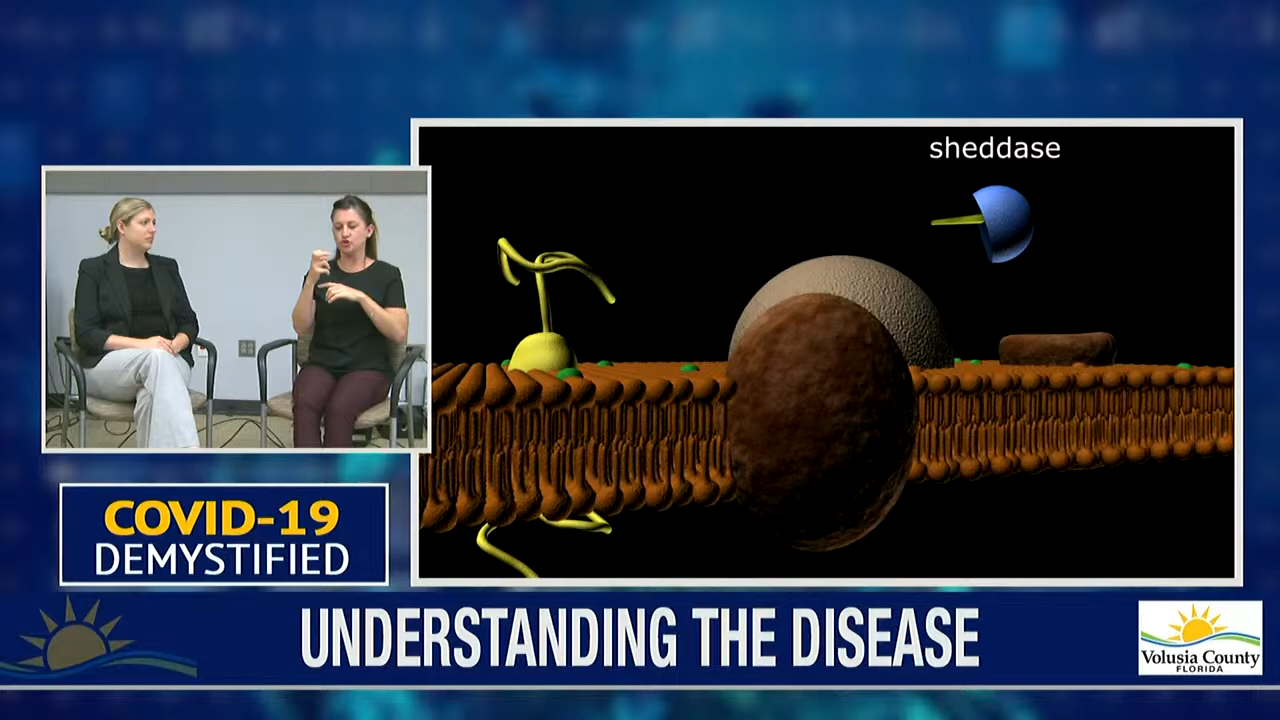 sheddase
COVID-19
DEMYSTIFIED
UNDERSTANDING THE DISEASE
Volusia County
FLORIDA